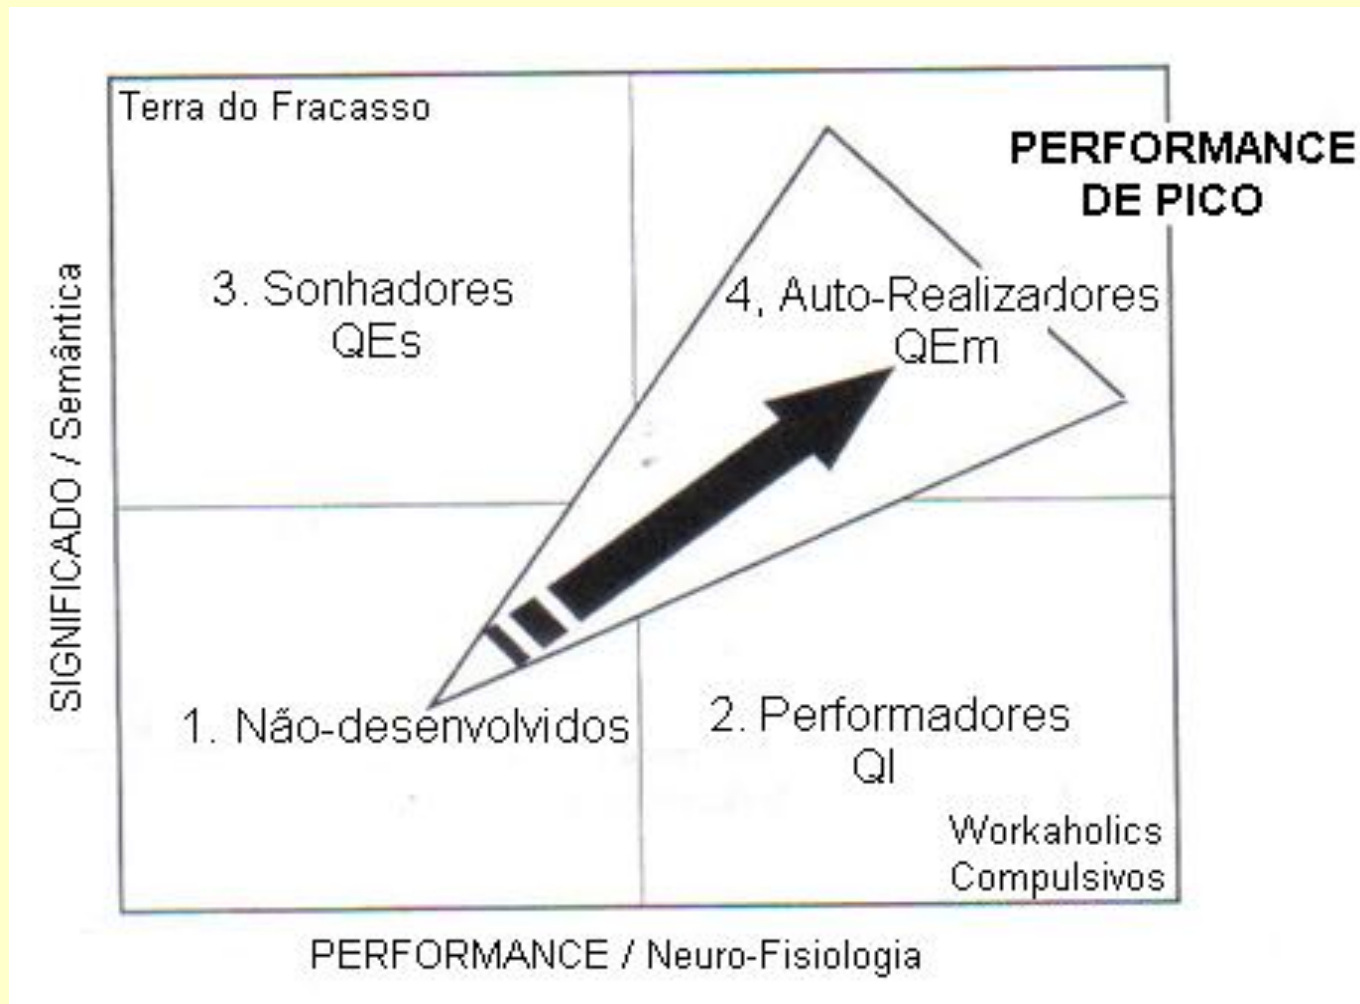 Terra do Fracasso
PERFORMANCE
DE PICO
3. Sonhadores
QEs
4, Auto-Realizadores
QEm
SIGNIFICADO / Semântica
1. Não-desenvolvidos
2. Performadores
QI
Workaholics
Compulsivos
PERFORMANCE / Neuro-Fisiologia